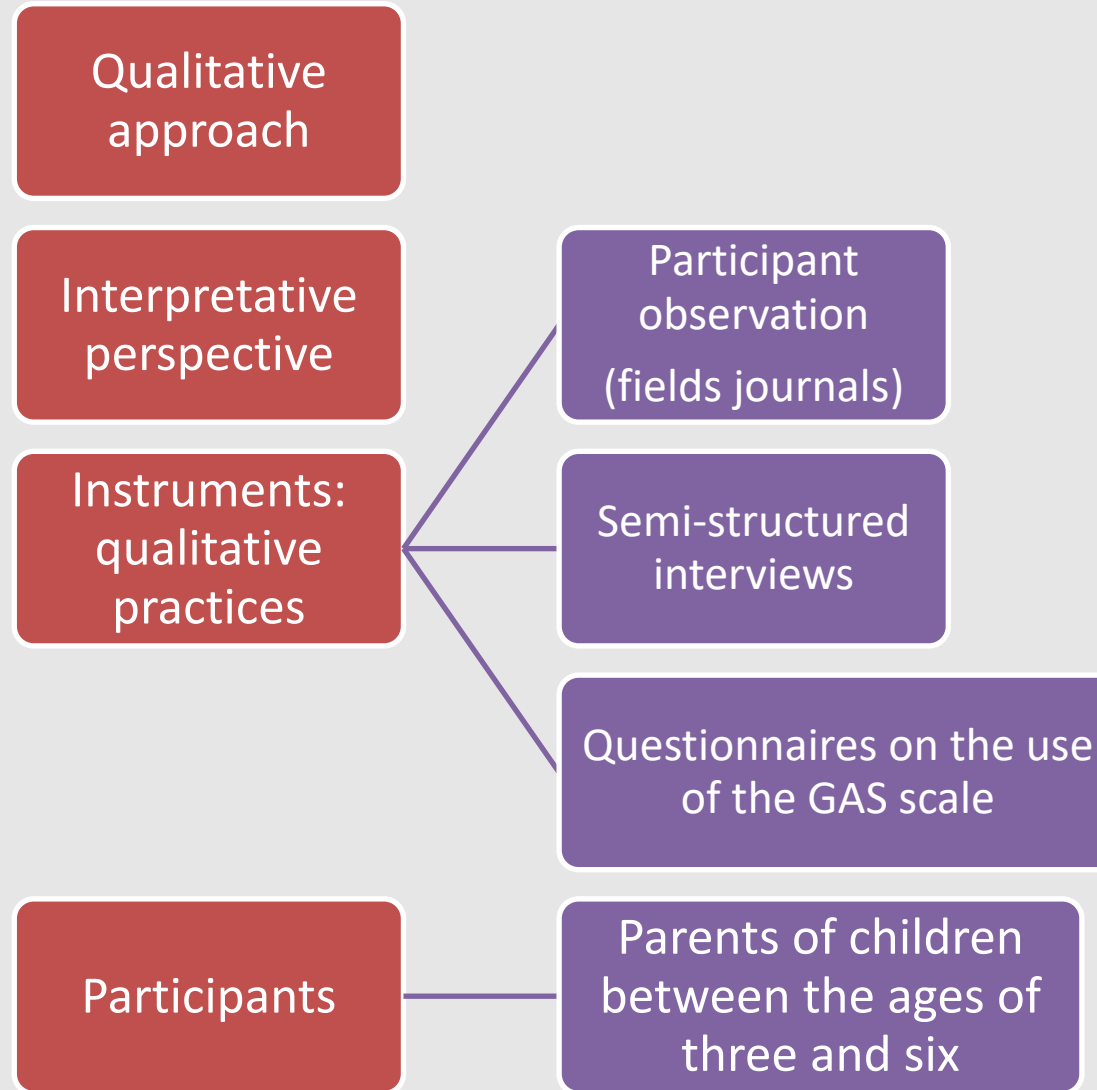 Qualitative
approach
Interpretative
perspective
Instruments:
qualitative
practices
Participant
observation
(fields journals)
Semi-structured
interviews
Questionnaires on the use
of the GAS scale
Participants
Parents of children
between the ages of
three and six